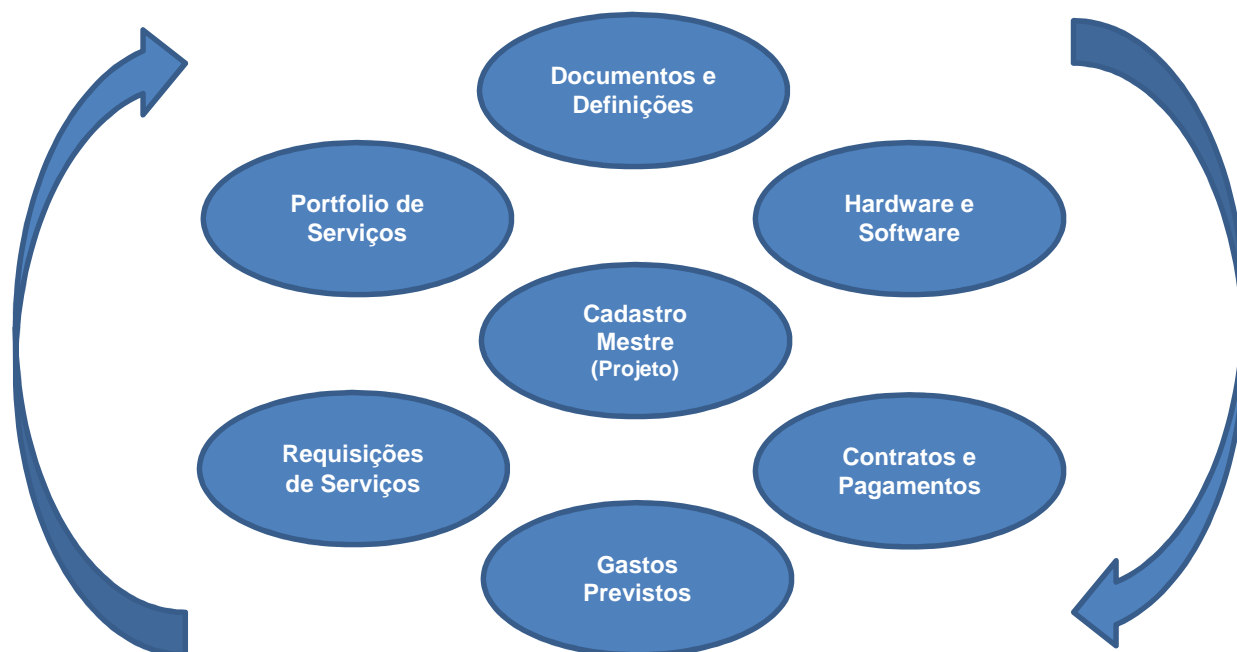 Documentos e
Definições
Portfolio de
Serviços
Hardware e
Software
Cadastro
Mestre
(Projeto)
Requisições
de Serviços
Contratos e
Pagamentos
Gastos
Previstos